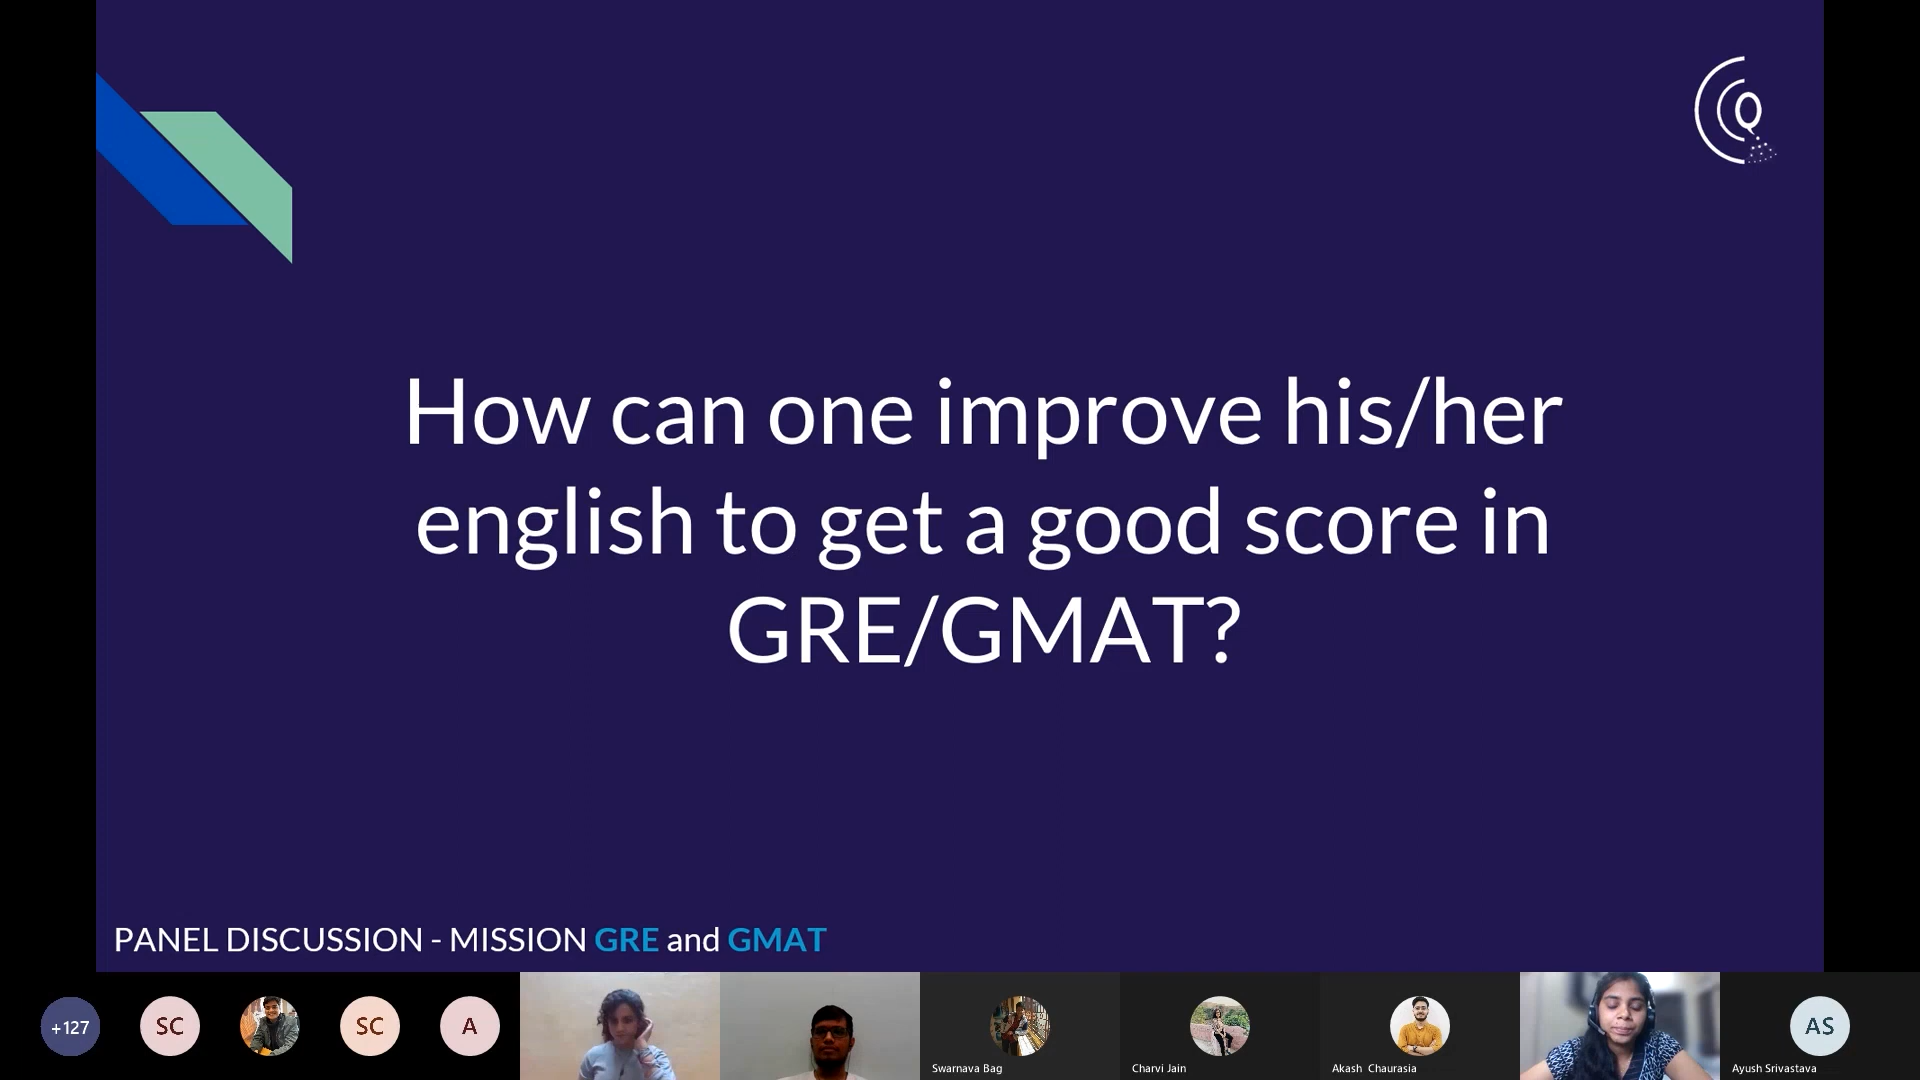 Q
How can one improve his/her
english to get a good score in
GRE/GMAT?
PANEL DISCUSSION - MISSION GRE and GMAT
+127
SC
SC
A
AS
Swarnava Bag
Charvi Jain
Akash Chaurasia
Ayush Srivastava